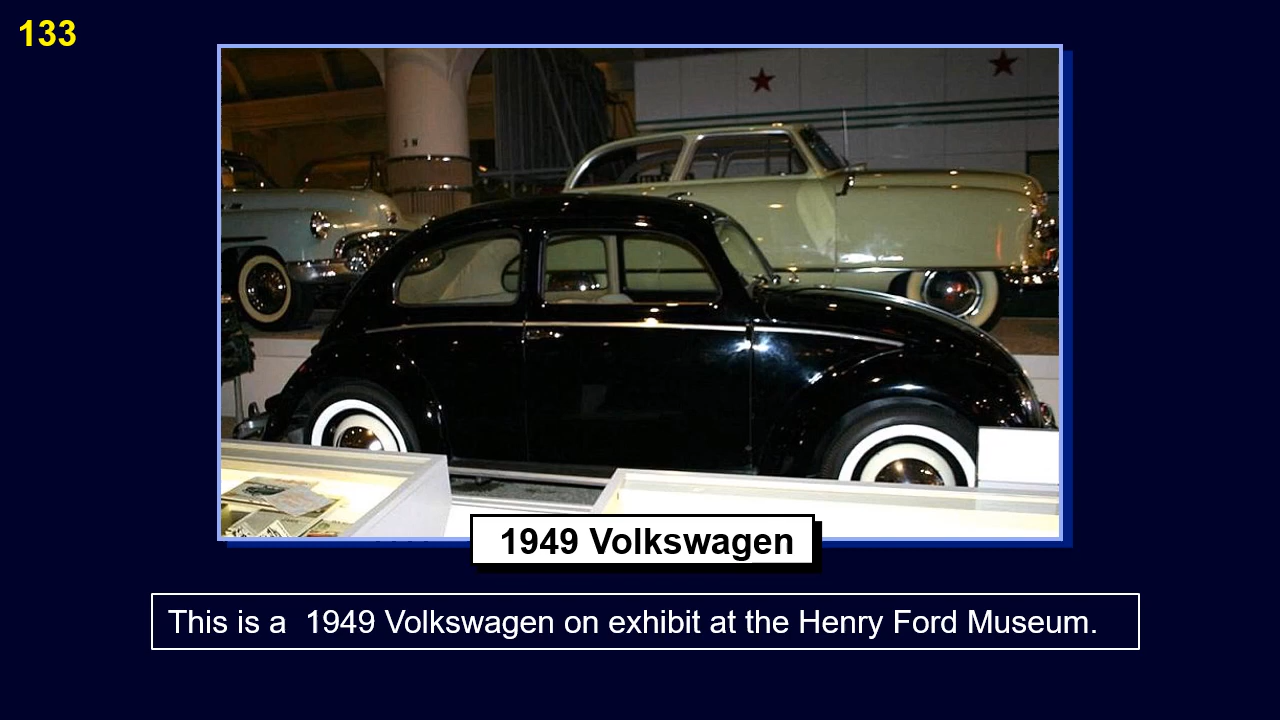 133
1949 Volkswagen
This is a  1949 Volkswagen on exhibit at the Henry Ford Museum.